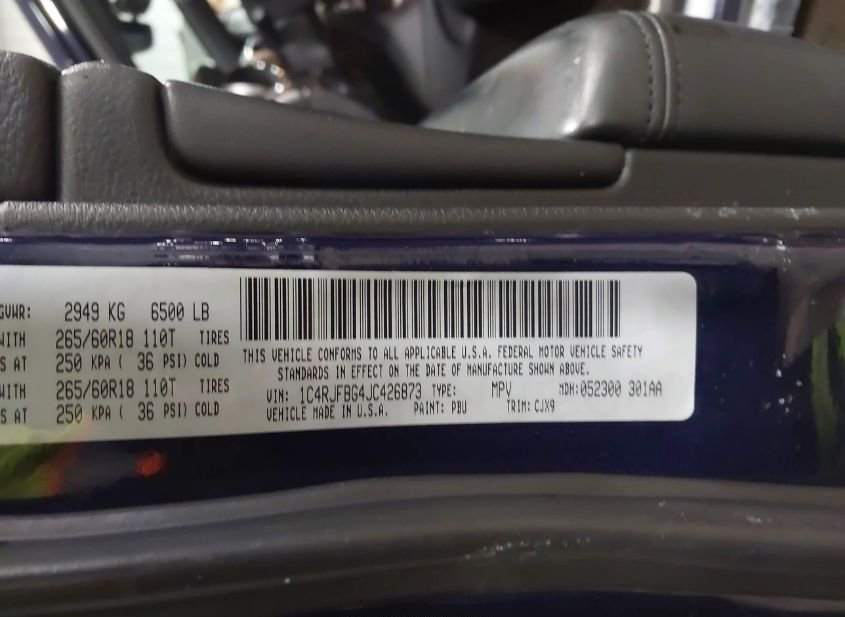 GVWR: 2949 KG 6500 LB
WITH 265/60R18 110T TIRES
S AT 250 KPA ( 36 PSI) COLD
WITH 265/60R18 110T TIRES
S AT 250 KPA ( 36 PSI) COLD
THIS VEHICLE CONFORMS TO ALL APPLICABLE U.S.A. FEDERAL MOTOR VEHICLE SAFETY
STANDARDS IN EFFECT ON THE DATE OF MANUFACTURE SHOWN ABOVE.
VIN: 1C4RJFBG4JC426873 TYPE: MPV MDH:052300 301AA
VEHICLE MADE IN U.S.A. PAINT: PBU TRIM: CJX9